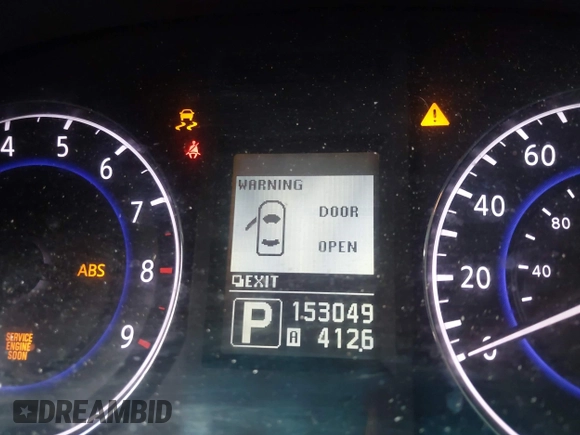 4 5 6 7 8 9
ABS
SERVICE
ENGINE
SOON
WARNING
DOOR
OPEN
EXIT
P 153049
A 4126
60
40
20
0
80
40
DREAMBID